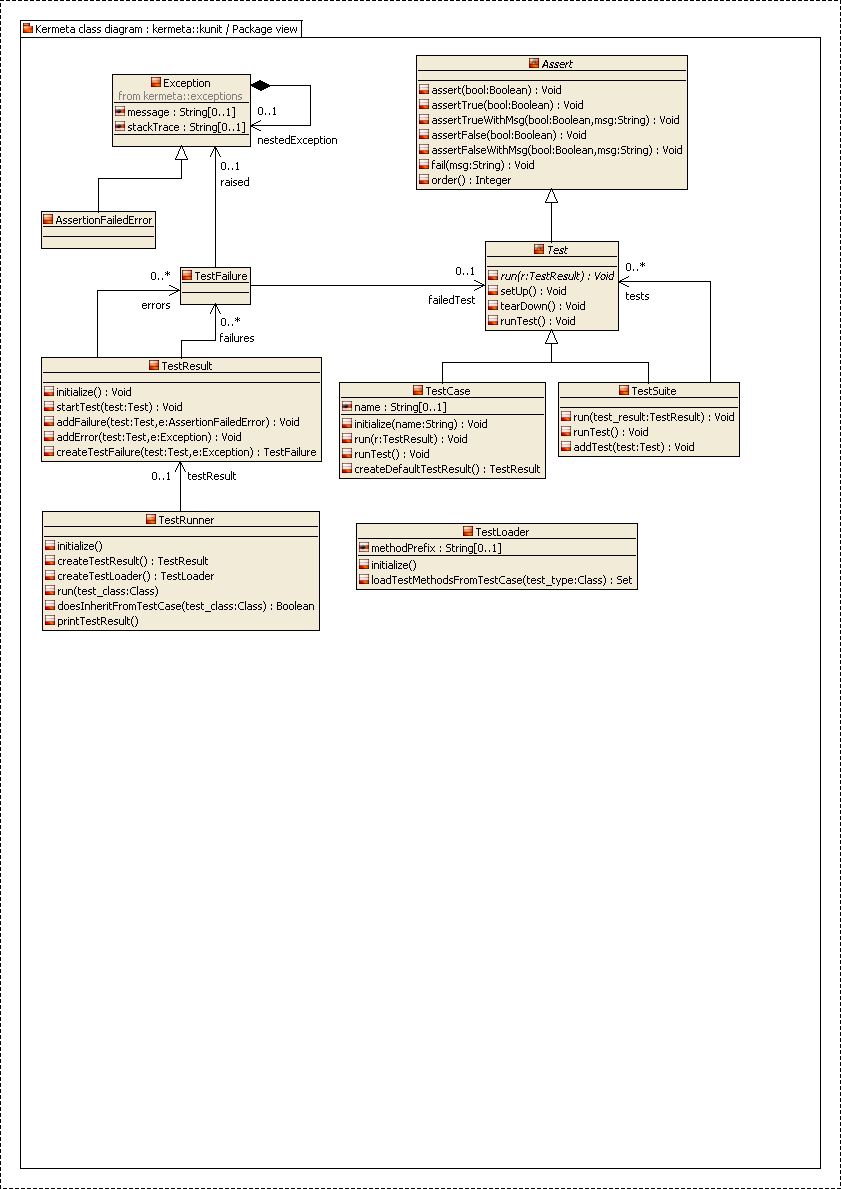 Kermeta class diagram : kermeta::kunit / Package view
Exception
from kermeta::exceptions
message : String[0..1]
stackTrace : String[0..1]
0..1
nestedException
Assert
assert(bool:Boolean) : Void
assertTrue(bool:Boolean) : Void
assertTrueWithMsg(bool:Boolean,msg:String) : Void
assertFalse(bool:Boolean) : Void
assertFalseWithMsg(bool:Boolean,msg:String) : Void
fail(msg:String) : Void
order() : Integer
0..1
raised
AssertionFailedError
TestFailure
0..*
errors
0..*
failures
0..1
failedTest
Test
run(r:TestResult) : Void
setUp() : Void
tearDown() : Void
runTest() : Void
0..*
tests
TestResult
initialize() : Void
startTest(test:Test) : Void
addFailure(test:Test,e:AssertionFailedError) : Void
addError(test:Test,e:Exception) : Void
createTestFailure(test:Test,e:Exception) : TestFailure
TestCase
name : String[0..1]
initialize(name:String) : Void
run(r:TestResult) : Void
runTest() : Void
createDefaultTestResult() : TestResult
TestSuite
run(test_result:TestResult) : Void
runTest() : Void
addTest(test:Test) : Void
0..1
testResult
TestRunner
initialize()
createTestResult() : TestResult
createTestLoader() : TestLoader
run(test_class:Class)
doesInheritFromTestCase(test_class:Class) : Boolean
printTestResult()
TestLoader
methodPrefix : String[0..1]
initialize()
loadTestMethodsFromTestCase(test_type:Class) : Set